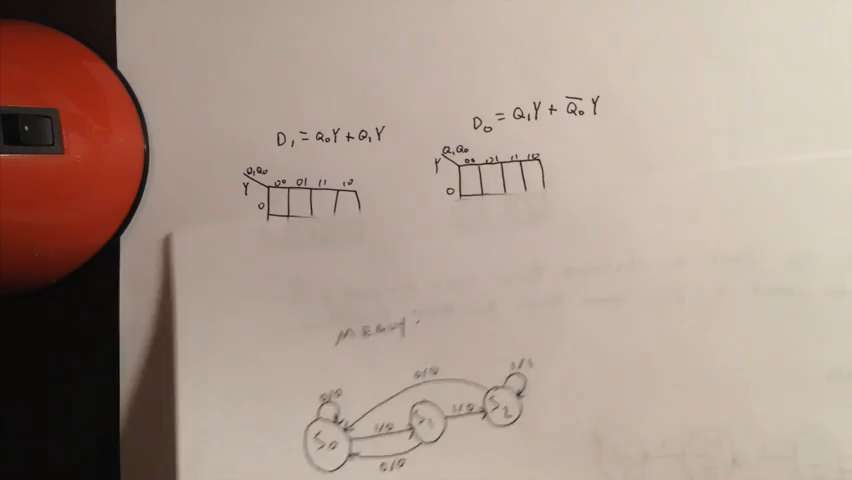 D₁ = Q₀Y + Q₁Y
D₀ = Q₁Y + Q̅₀Y
Q₁Q₀
Y 00 01 11 10
0
Q₁Q₀
Y 00 01 11 10
0
MEALY:
0/0 0/0 1/1
S₀ 1/0 S₁ 1/0 S₂
0/0